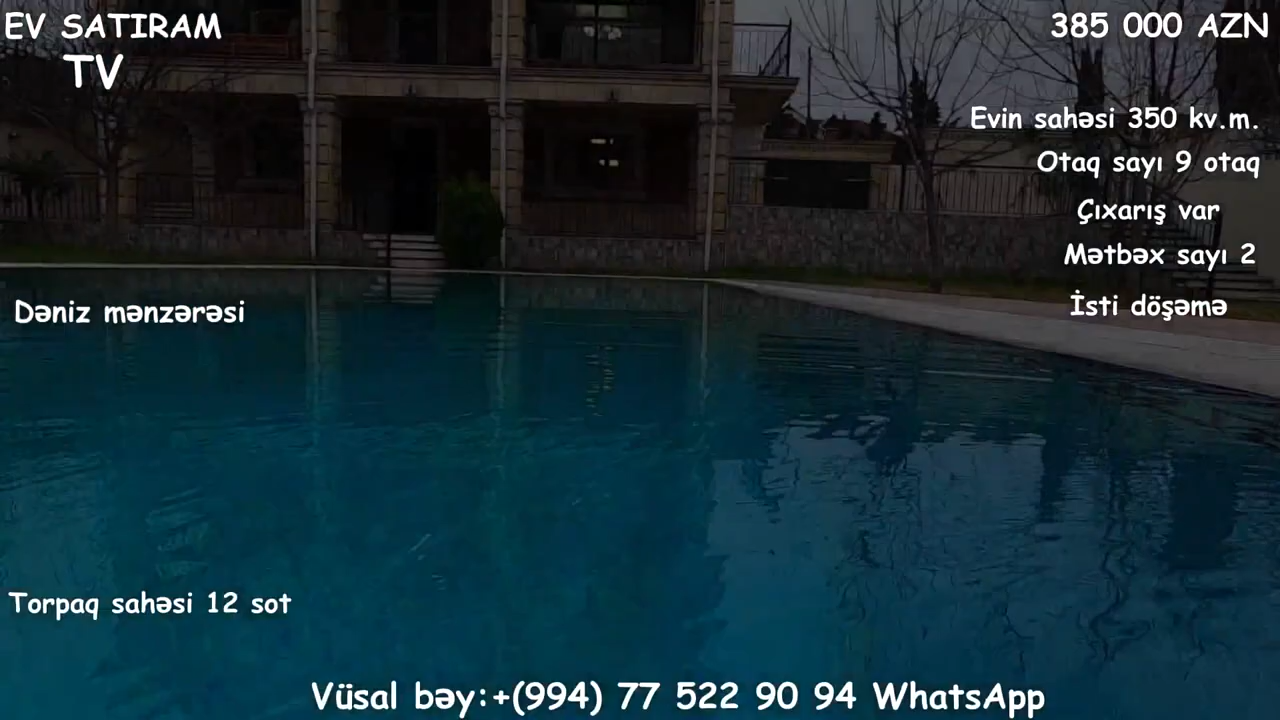 EV SATIRAM
TV
385 000 AZN
Evin sahəsi 350 kv.m.
Otaq sayı 9 otaq
Çıxarış var
Mətbəx sayı 2
İsti döşəmə
Dəniz mənzərəsi
Torpaq sahəsi 12 sot
Vüsal bəy:+(994) 77 522 90 94 WhatsApp